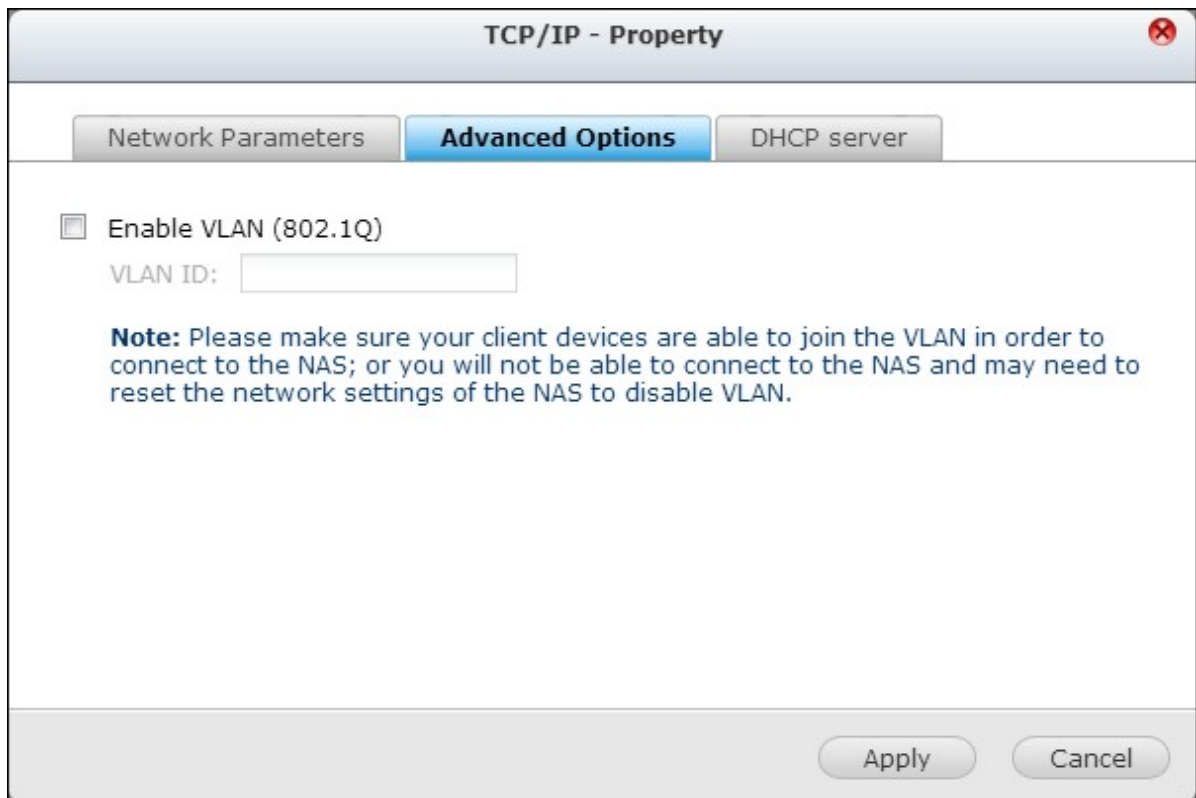 TCP/IP - Property
Network Parameters
Advanced Options
DHCP server
Enable VLAN (802.1Q)
VLAN ID:
Note: Please make sure your client devices are able to join the VLAN in order to
connect to the NAS; or you will not be able to connect to the NAS and may need to
reset the network settings of the NAS to disable VLAN.
Apply
Cancel